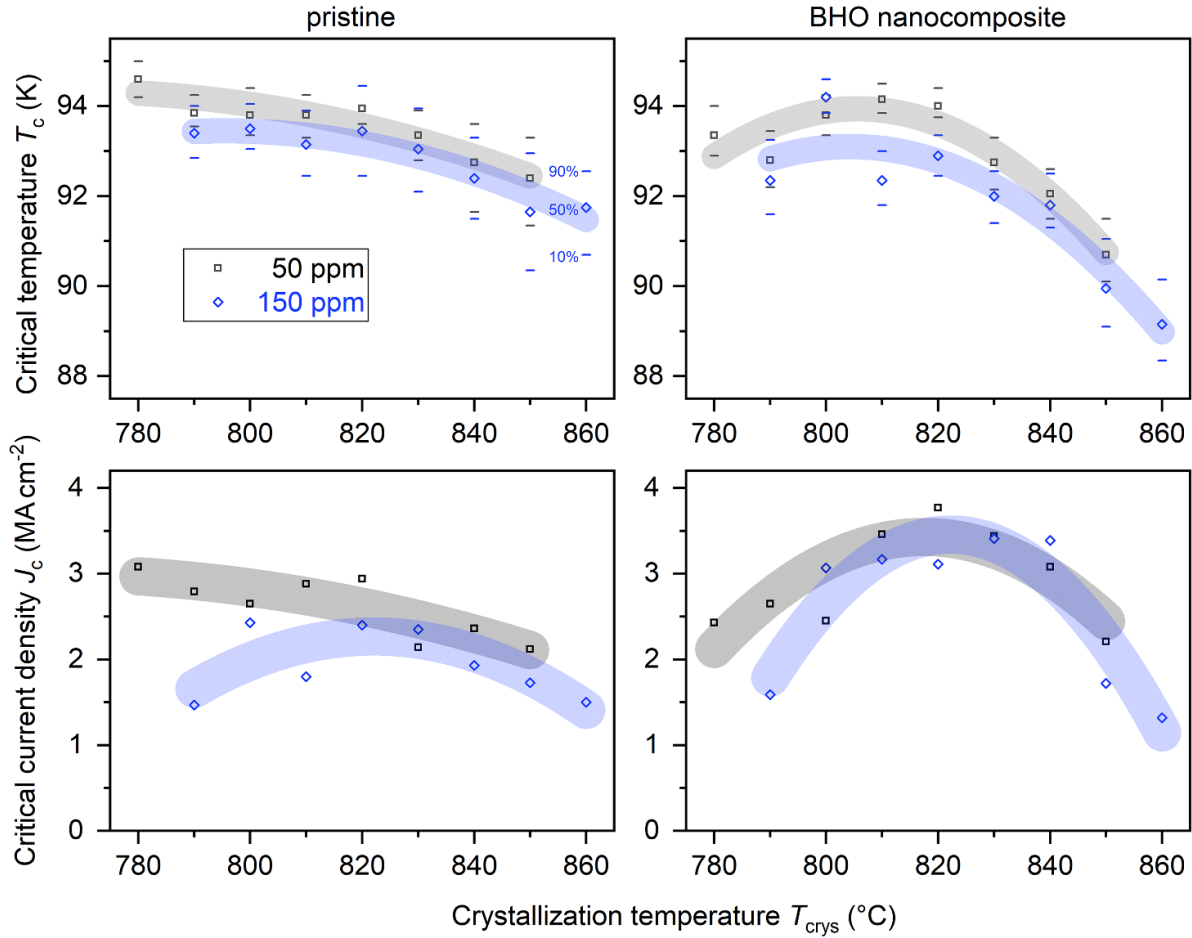 pristine
BHO nanocomposite
Critical temperature Tc (K)
94
92
90
88
90%
50%
10%
50 ppm
150 ppm
780 800 820 840 860
94
92
90
88
780 800 820 840 860
Critical current density Jc (MA cm-2)
4
3
2
1
0
780 800 820 840 860
4
3
2
1
0
780 800 820 840 860
Crystallization temperature Tcrys (°C)